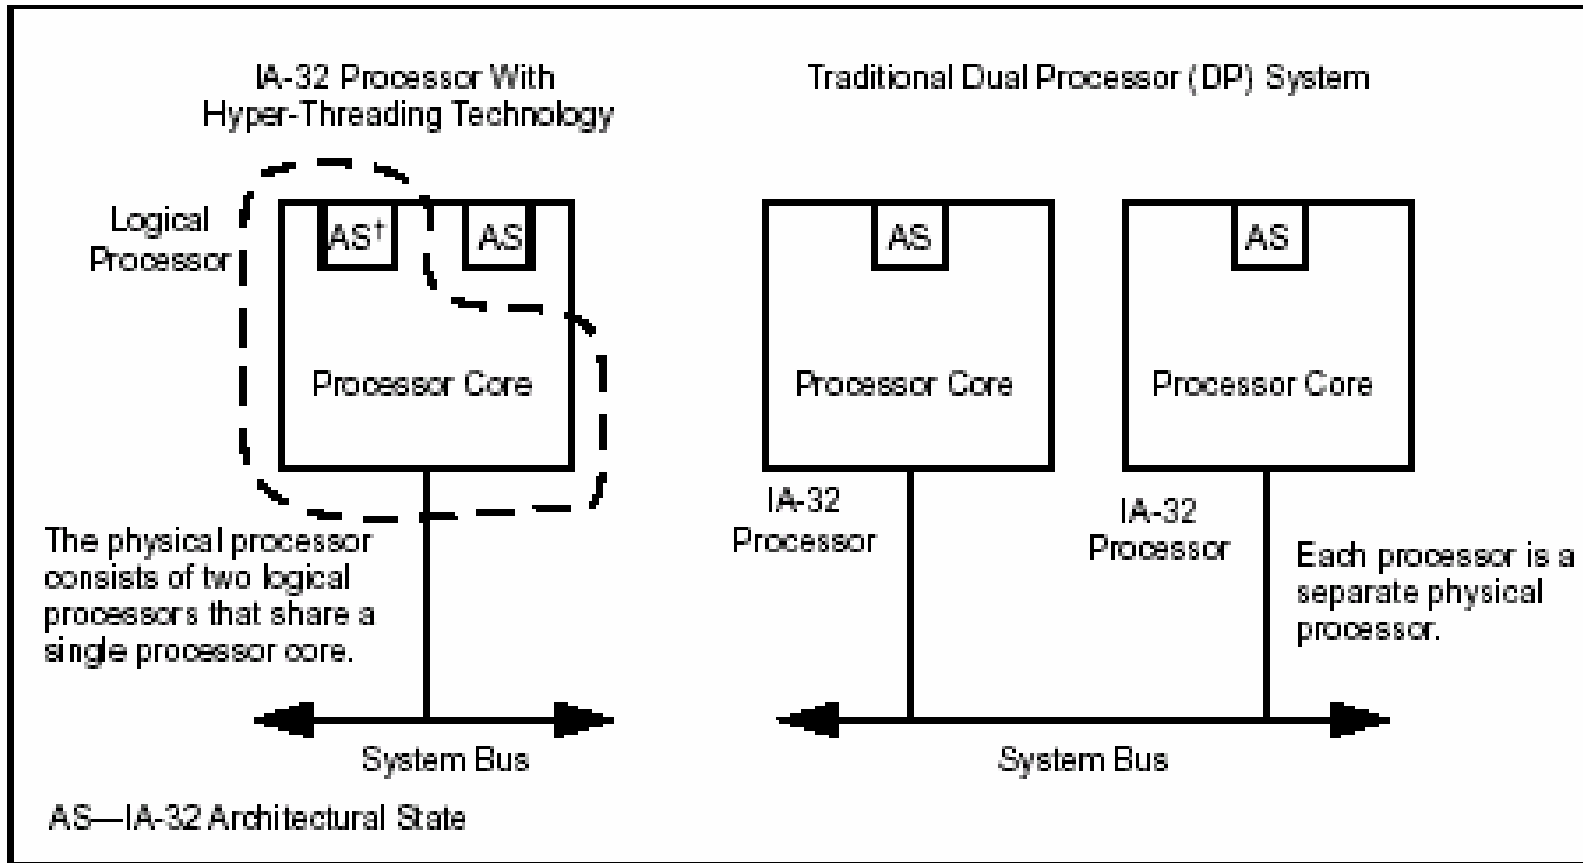 IA-32 Processor With
Hyper-Threading Technology
Logical
Processor
AS†
AS
Processor Core
The physical processor
consists of two logical
processors that share a
single processor core.
System Bus
Traditional Dual Processor (DP) System
AS
AS
Processor Core
Processor Core
IA-32
Processor
IA-32
Processor
Each processor is a
separate physical
processor.
System Bus
AS—IA-32 Architectural State